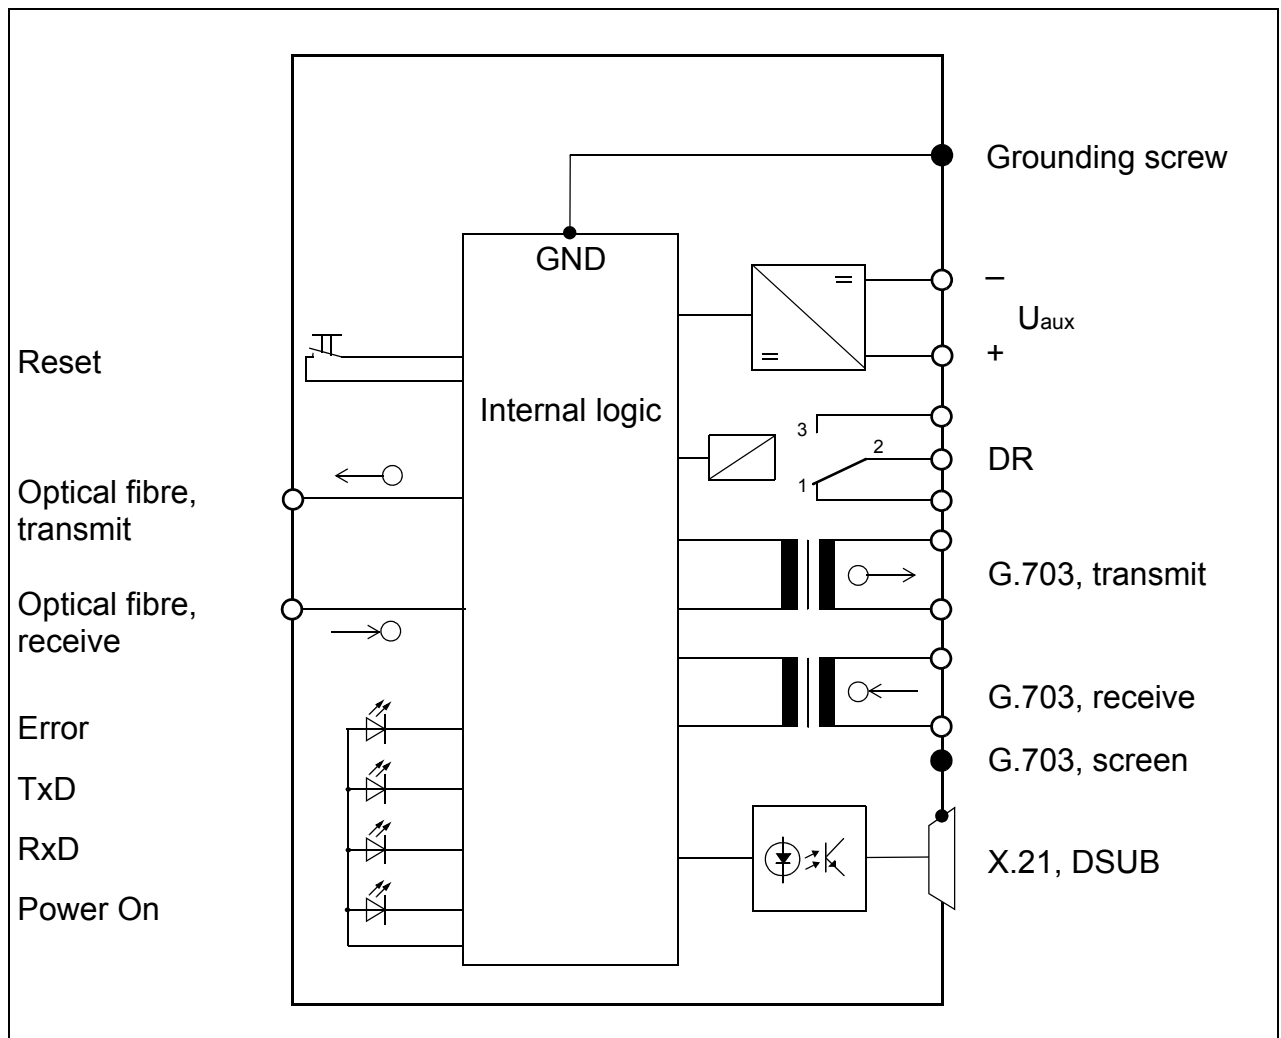 Grounding screw
GND
–
Uaux
+
Reset
Internal logic
3
2
1
DR
Optical fibre,
transmit
G.703, transmit
Optical fibre,
receive
G.703, receive
Error
G.703, screen
TxD
RxD
X.21, DSUB
Power On